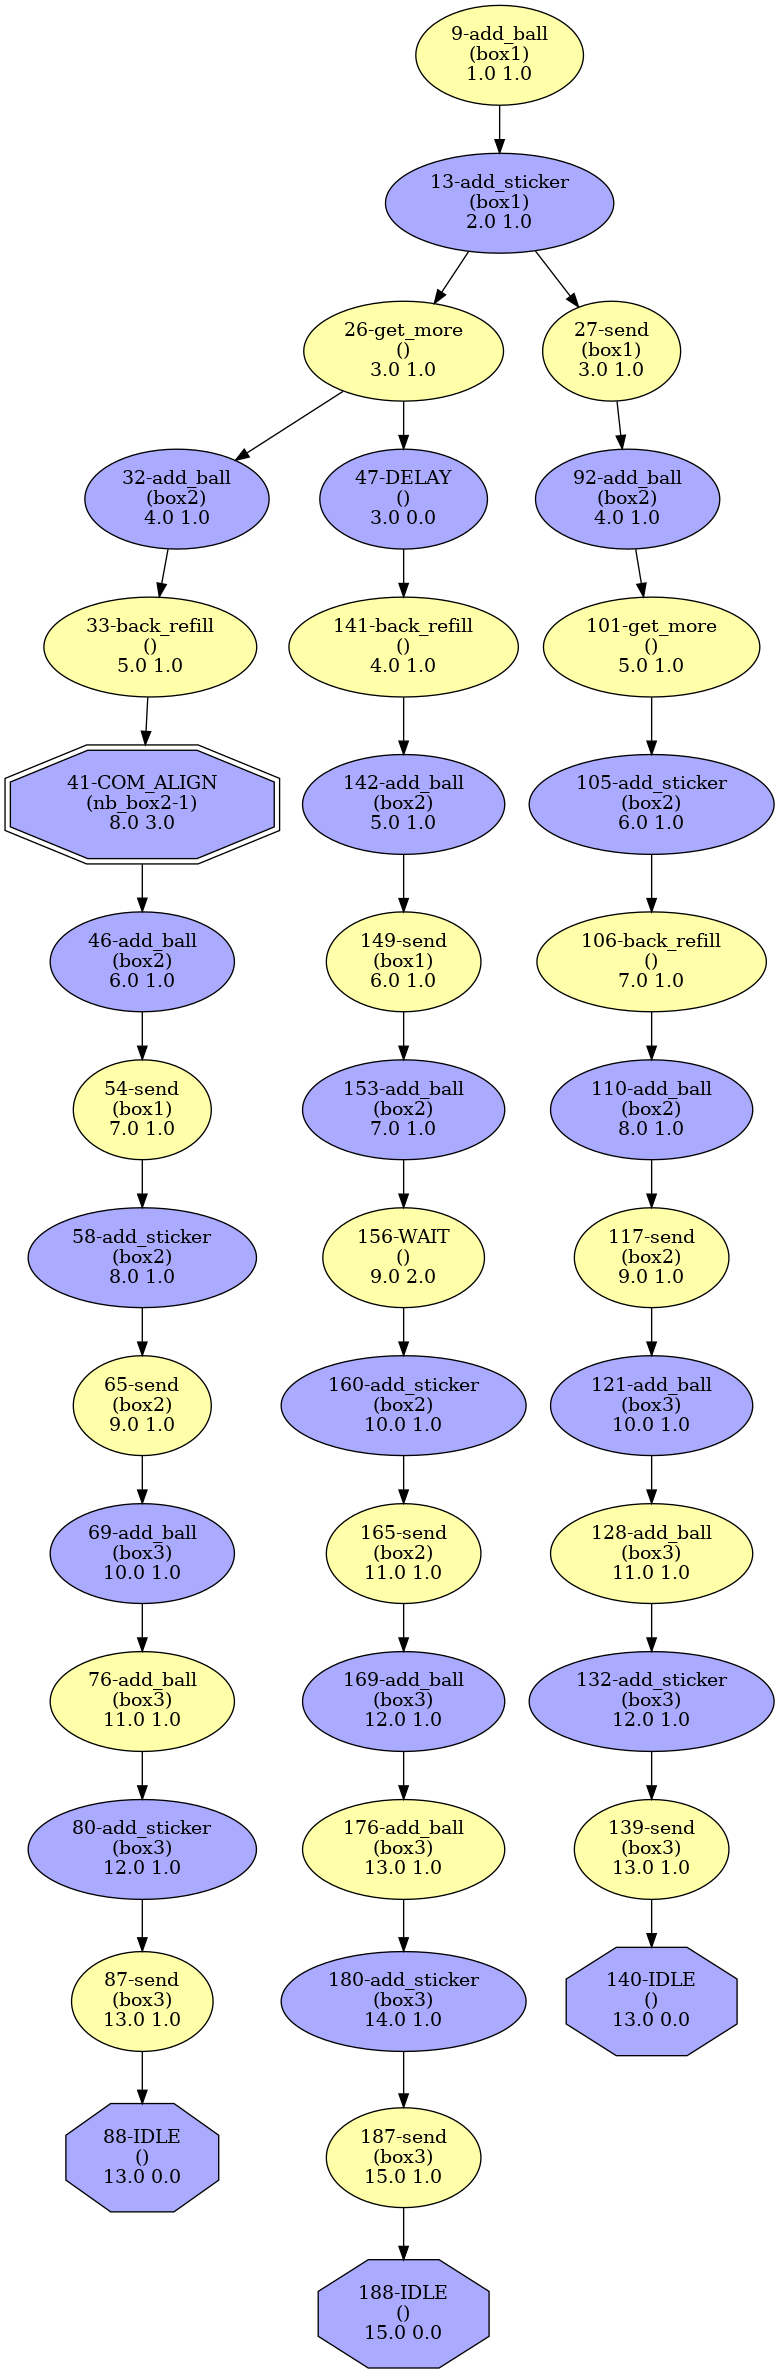 9-add_ball
(box1)
1.0 1.0
13-add_sticker
(box1)
2.0 1.0
26-get_more
()
3.0 1.0
27-send
(box1)
3.0 1.0
32-add_ball
(box2)
4.0 1.0
47-DELAY
()
3.0 0.0
92-add_ball
(box2)
4.0 1.0
33-back_refill
()
5.0 1.0
141-back_refill
()
4.0 1.0
101-get_more
()
5.0 1.0
41-COM_ALIGN
(nb_box2-1)
8.0 3.0
142-add_ball
(box2)
5.0 1.0
105-add_sticker
(box2)
6.0 1.0
46-add_ball
(box2)
6.0 1.0
149-send
(box1)
6.0 1.0
106-back_refill
()
7.0 1.0
54-send
(box1)
7.0 1.0
153-add_ball
(box2)
7.0 1.0
110-add_ball
(box2)
8.0 1.0
58-add_sticker
(box2)
8.0 1.0
156-WAIT
()
9.0 2.0
117-send
(box2)
9.0 1.0
65-send
(box2)
9.0 1.0
160-add_sticker
(box2)
10.0 1.0
121-add_ball
(box3)
10.0 1.0
69-add_ball
(box3)
10.0 1.0
165-send
(box2)
11.0 1.0
128-add_ball
(box3)
11.0 1.0
76-add_ball
(box3)
11.0 1.0
169-add_ball
(box3)
12.0 1.0
132-add_sticker
(box3)
12.0 1.0
80-add_sticker
(box3)
12.0 1.0
176-add_ball
(box3)
13.0 1.0
139-send
(box3)
13.0 1.0
87-send
(box3)
13.0 1.0
180-add_sticker
(box3)
14.0 1.0
140-IDLE
()
13.0 0.0
88-IDLE
()
13.0 0.0
187-send
(box3)
15.0 1.0
188-IDLE
()
15.0 0.0